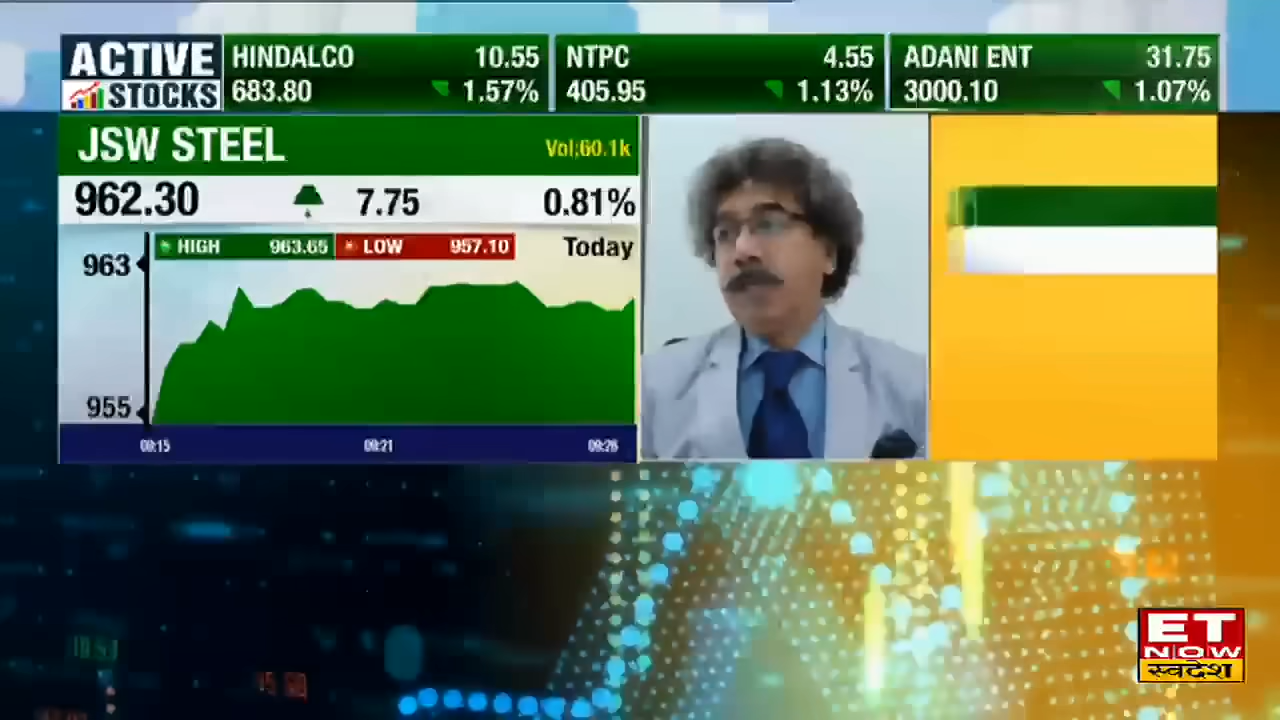 ACTIVE
STOCKS
HINDALCO 10.55
683.80 1.57%
NTPC 4.55
405.95 1.13%
ADANI ENT 31.75
3000.10 1.07%
JSW STEEL Vol;60.1k
962.30 7.75 0.81%
HIGH 963.65 LOW 957.10 Today
963
955
09:15 09:21
ET
NOW
स्वदेश